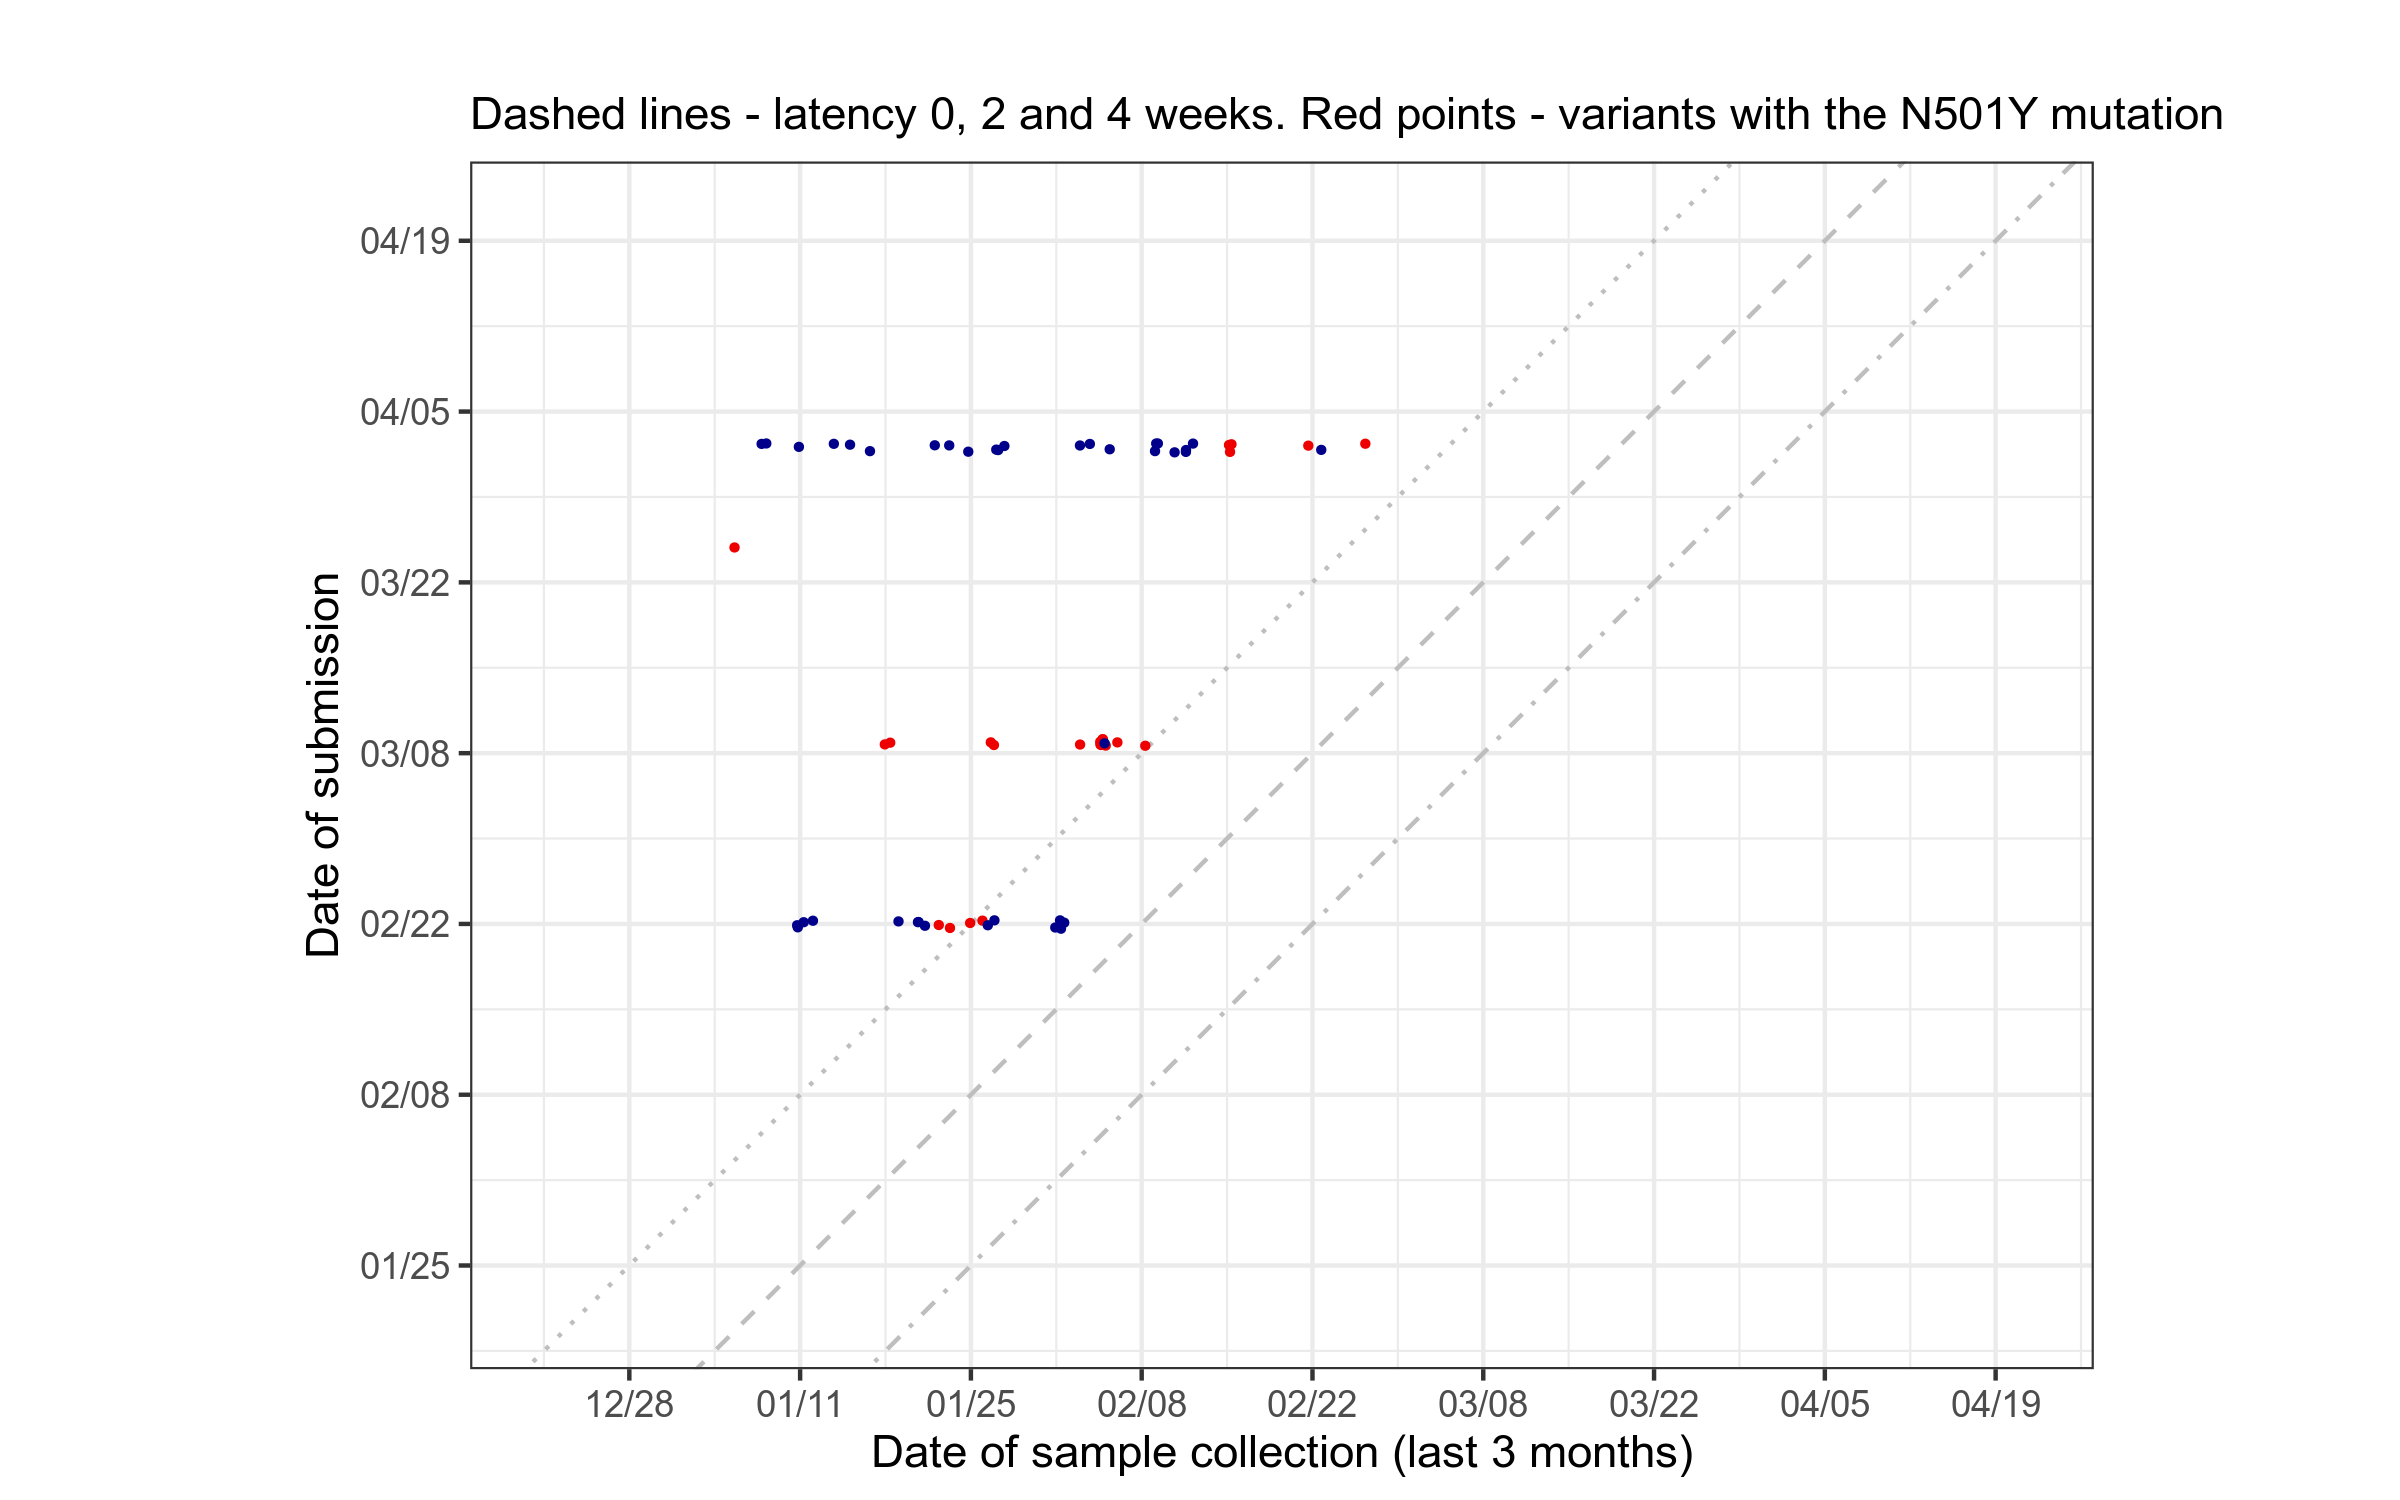 Dashed lines - latency 0, 2 and 4 weeks. Red points - variants with the N501Y mutation
Date of submission
04/19
04/05
03/22
03/08
02/22
02/08
01/25
12/28 01/11 01/25 02/08 02/22 03/08 03/22 04/05 04/19
Date of sample collection (last 3 months)